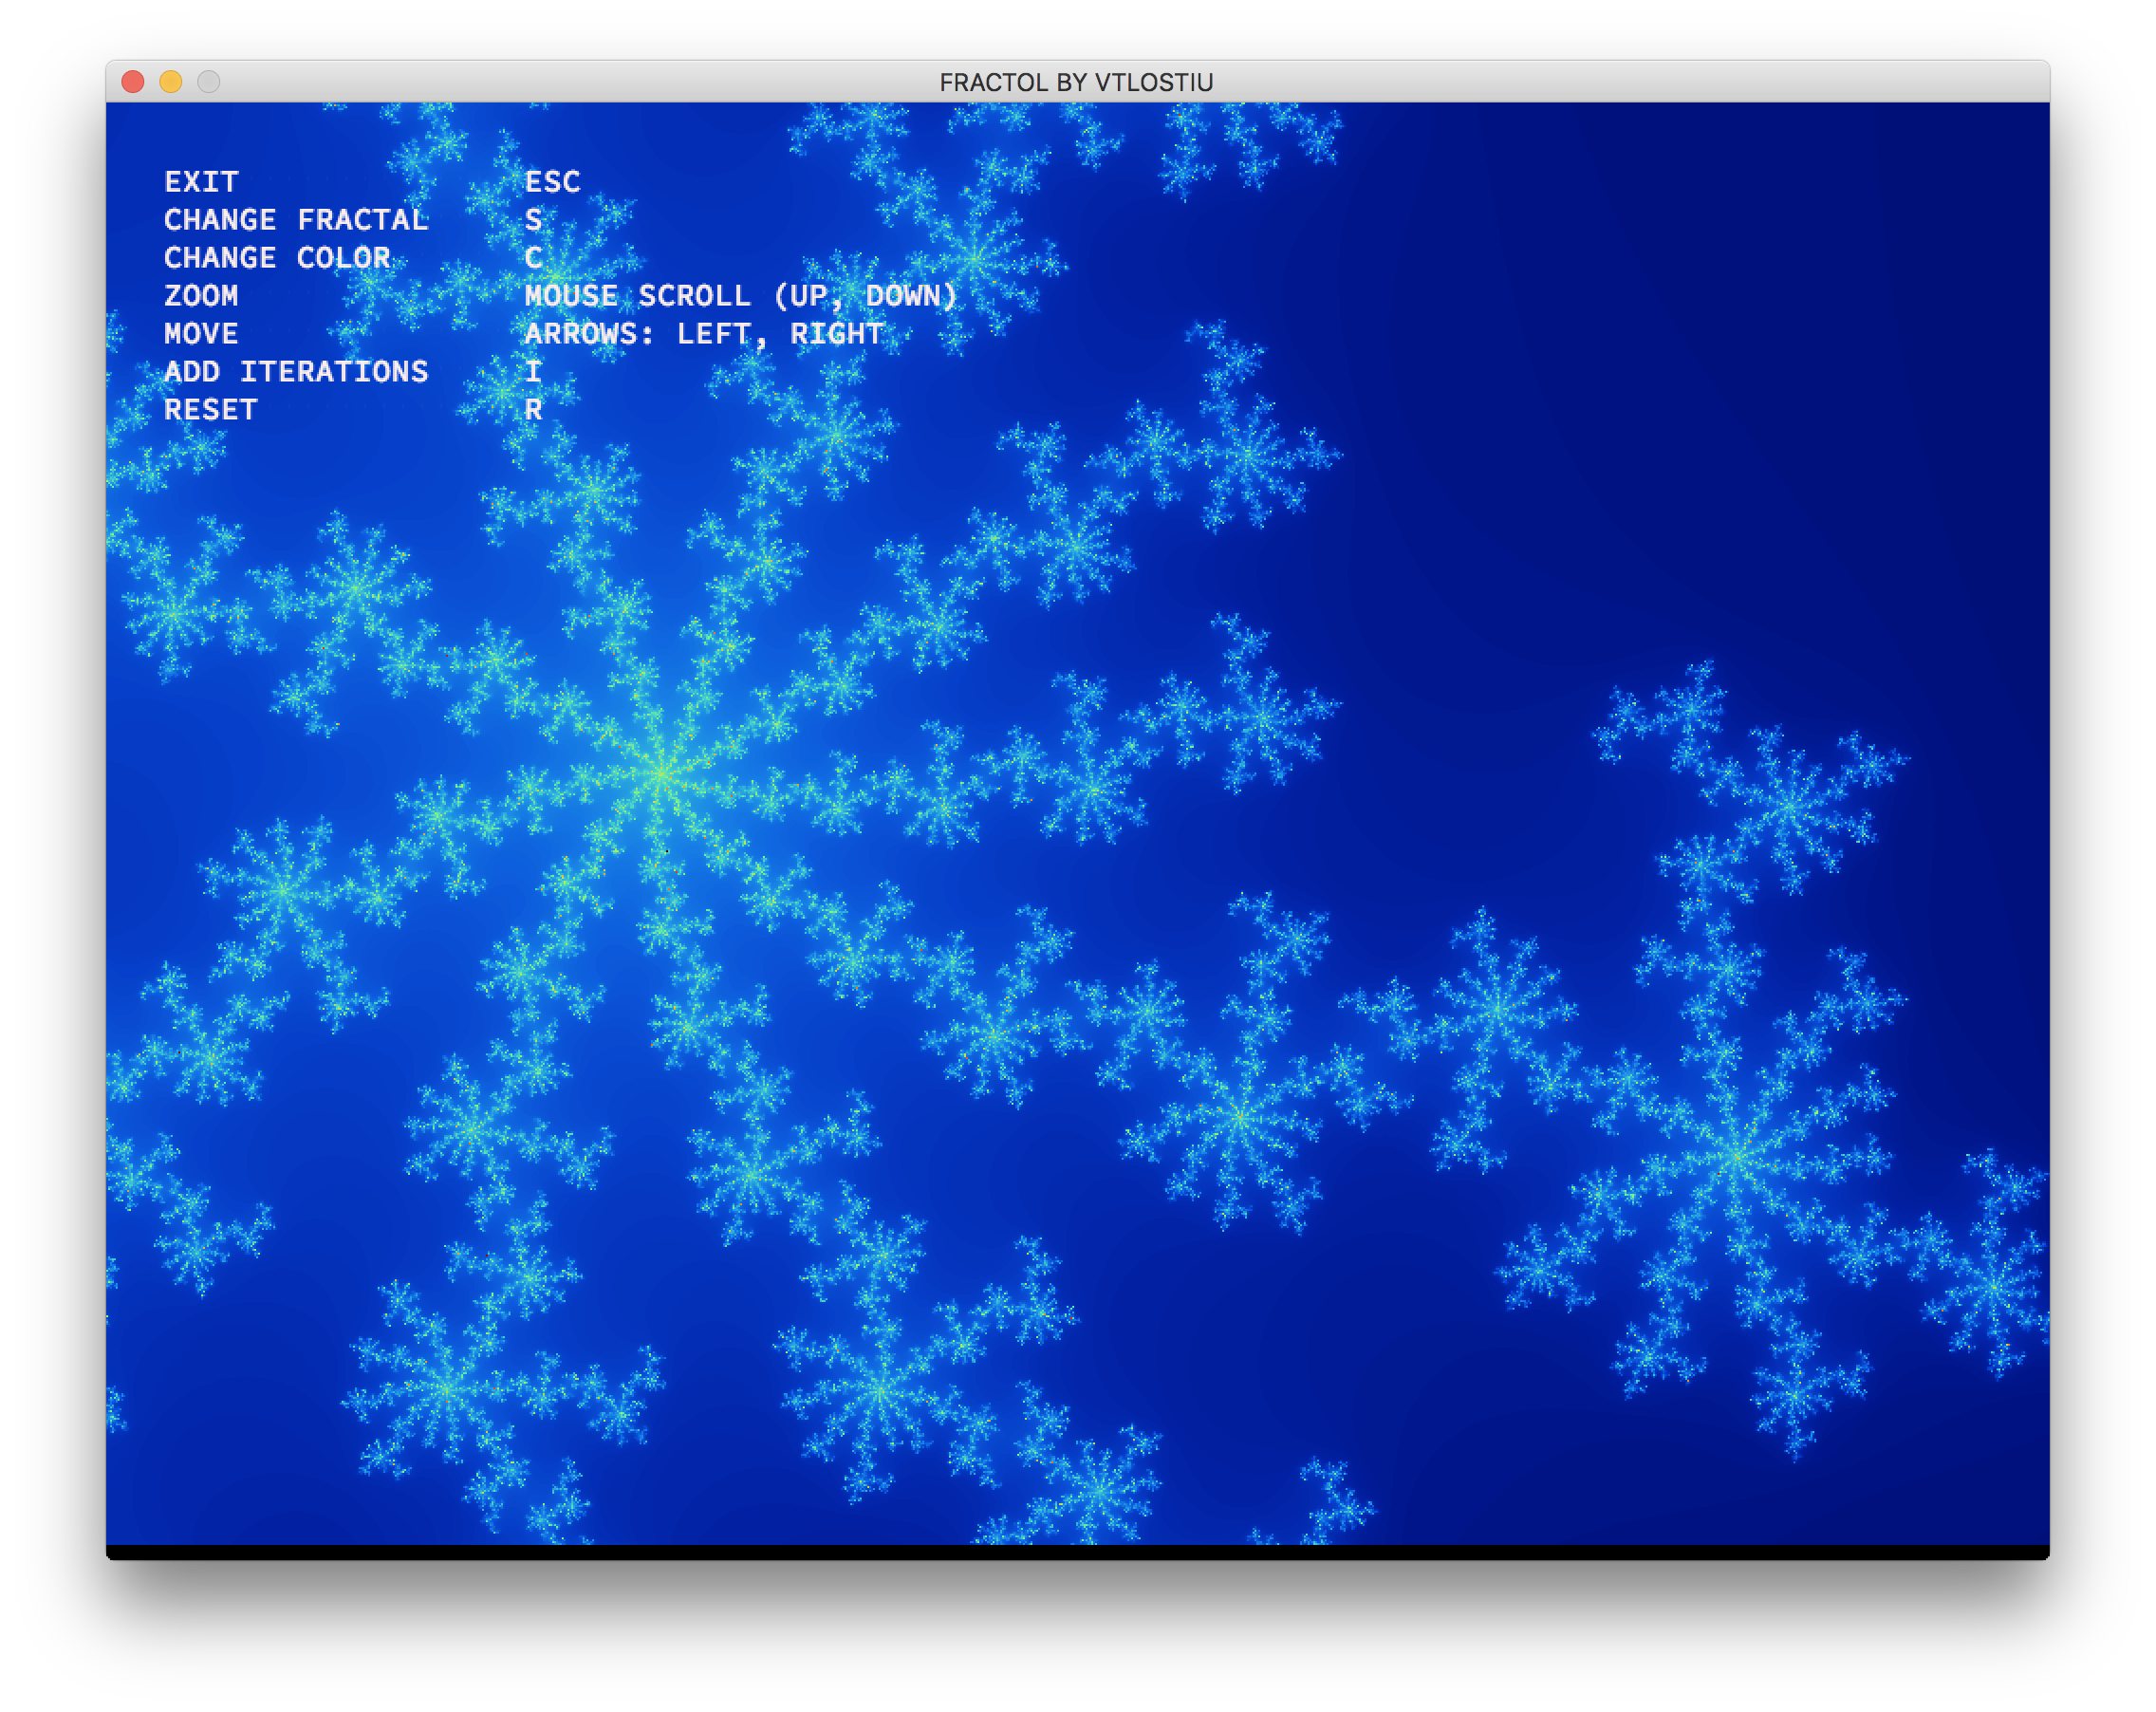 FRACTOL BY VTLOSTIU
EXIT ESC
CHANGE FRACTAL S
CHANGE COLOR C
ZOOM MOUSE SCROLL (UP, DOWN)
MOVE ARROWS: LEFT, RIGHT
ADD ITERATIONS I
RESET R